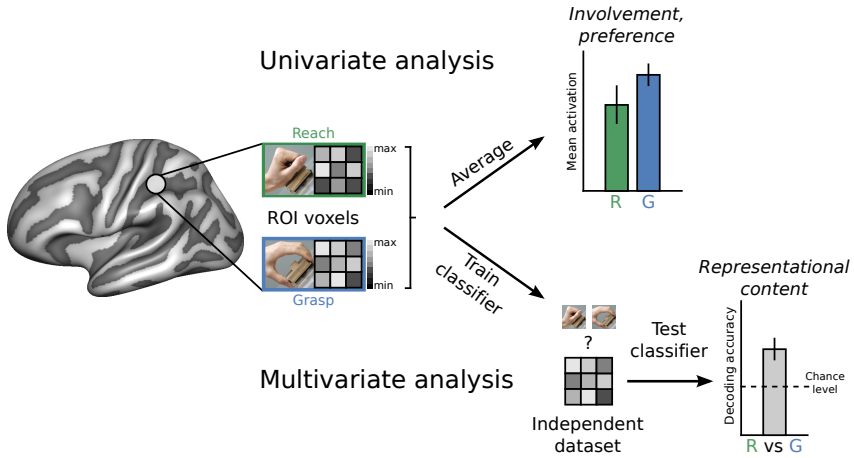 Involvement,
preference
Univariate analysis
Mean activation
R G
Reach
max
min
ROI voxels
max
min
Grasp
Average
Train
classifier
Representational
content
?
Test
classifier
Decoding accuracy
Chance
level
Multivariate analysis
Independent
dataset
R vs G